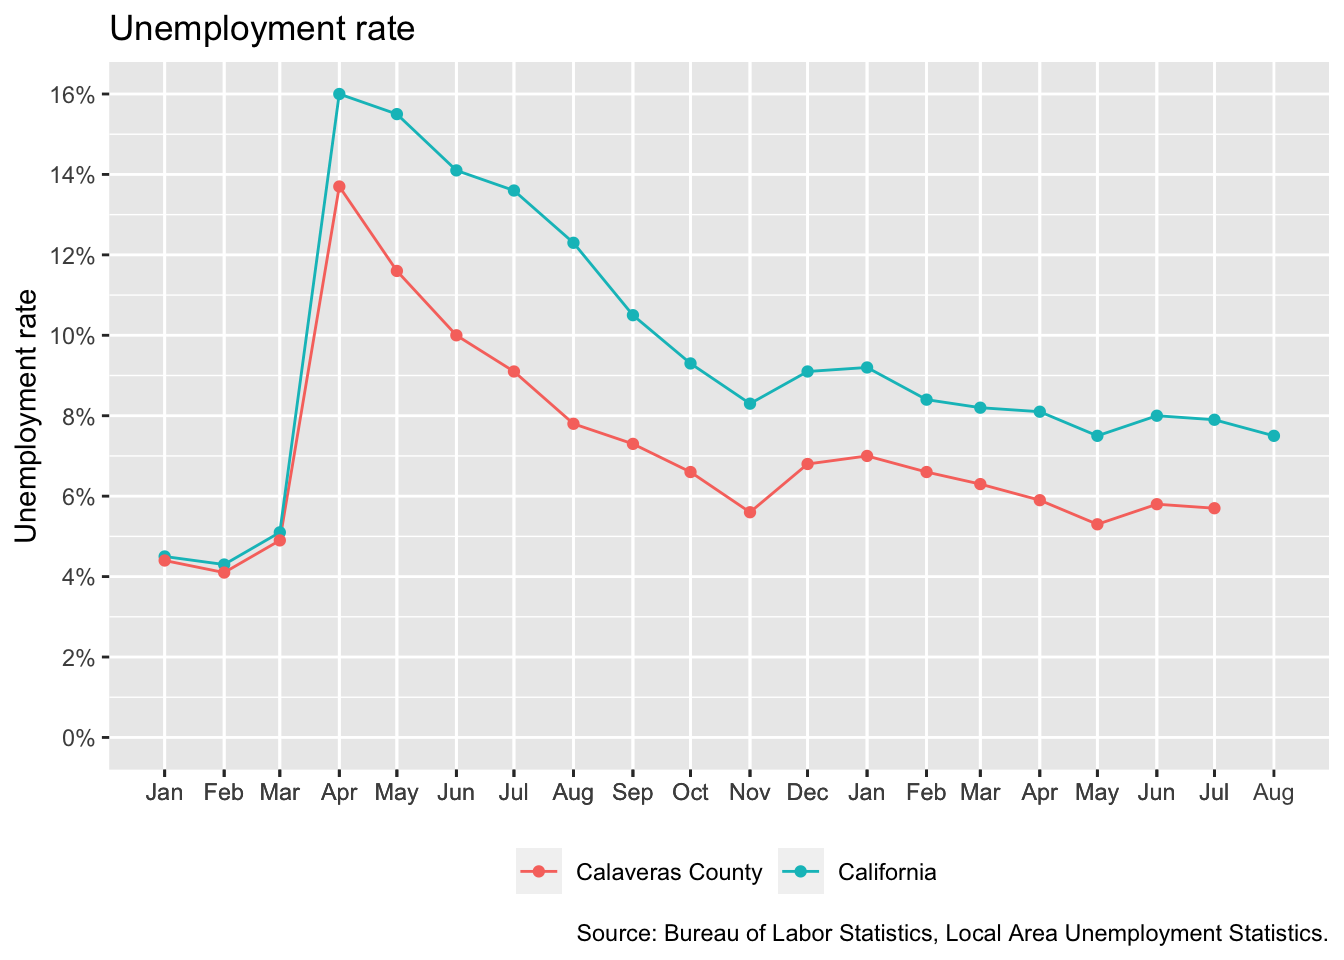 Unemployment rate
Unemployment rate
16%
14%
12%
10%
8%
6%
4%
2%
0%
Jan Feb Mar Apr May Jun Jul Aug Sep Oct Nov Dec Jan Feb Mar Apr May Jun Jul Aug
Calaveras County California
Source: Bureau of Labor Statistics, Local Area Unemployment Statistics.